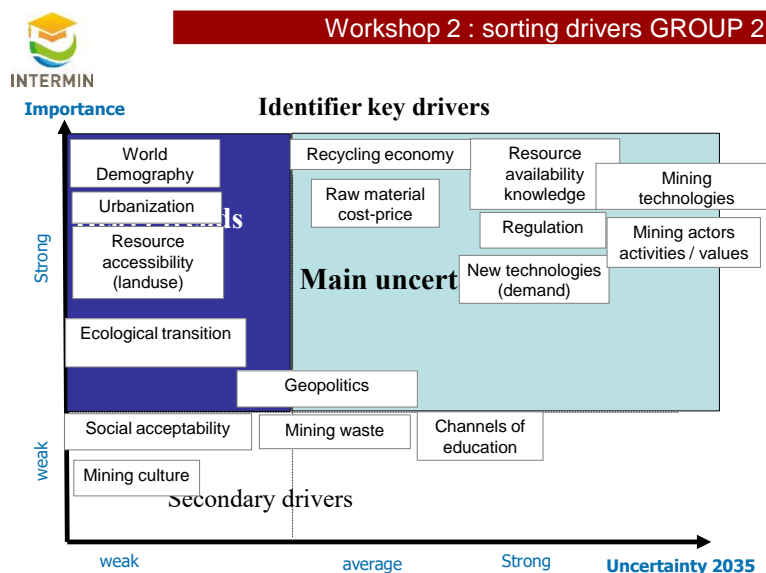 Workshop 2 : sorting drivers GROUP 2
INTERMIN
Importance
Identifier key drivers
World
Demography
Recycling economy
Resource
availability
knowledge
Mining
technologies
Raw material
cost-price
Urbanization
Regulation
Mining actors
activities / values
Resource
accessibility
(landuse)
Strong
Main uncert
New technologies
(demand)
Ecological transition
Geopolitics
Social acceptability
Mining waste
Channels of
education
weak
Mining culture
Secondary drivers
weak
average
Strong
Uncertainty 2035